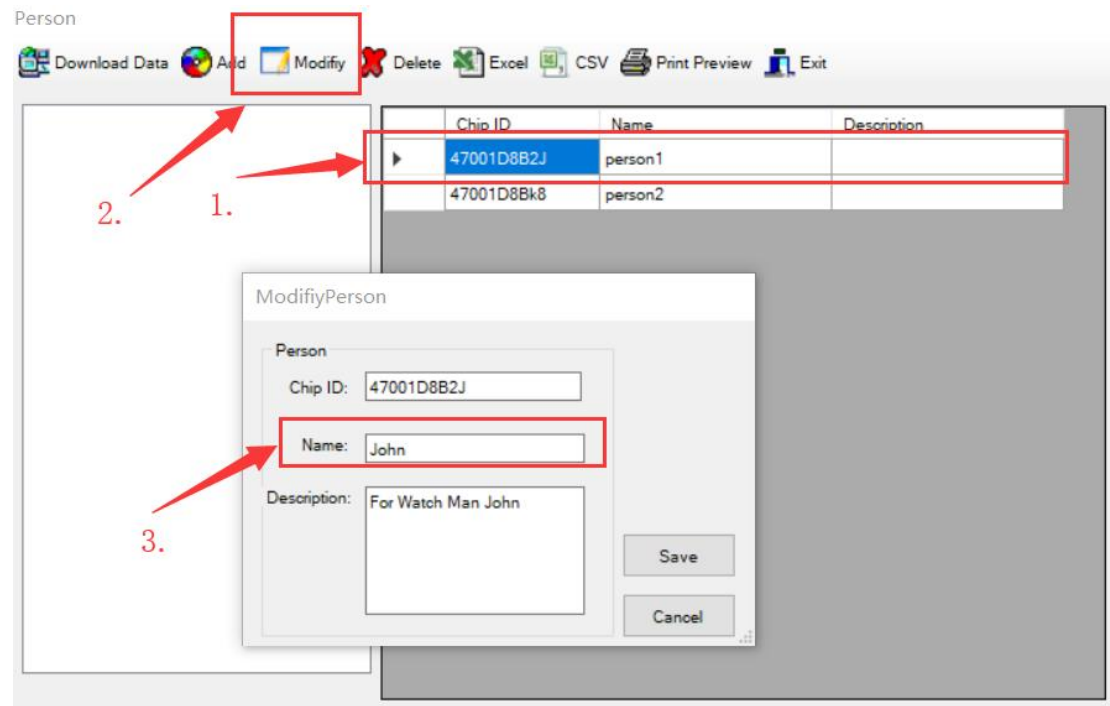 Person
Download Data Add Modifiy Delete Excel CSV Print Preview Exit
Chip ID Name Description
47001D8B2J person1
47001D8Bk8 person2
1.
2.
ModifiyPerson
Person
Chip ID: 47001D8B2J
Name: John
Description: For Watch Man John
3.
Save
Cancel